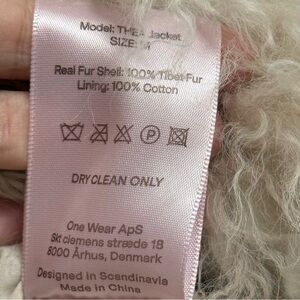 Model: THEA Jacket
SIZE: M
Real Fur Shell: 100% Tibet Fur
Lining: 100% Cotton
P
DRY CLEAN ONLY
One Wear ApS
Skt clemens stræde 18
8000 Århus, Denmark
Designed in Scandinavia
Made in China